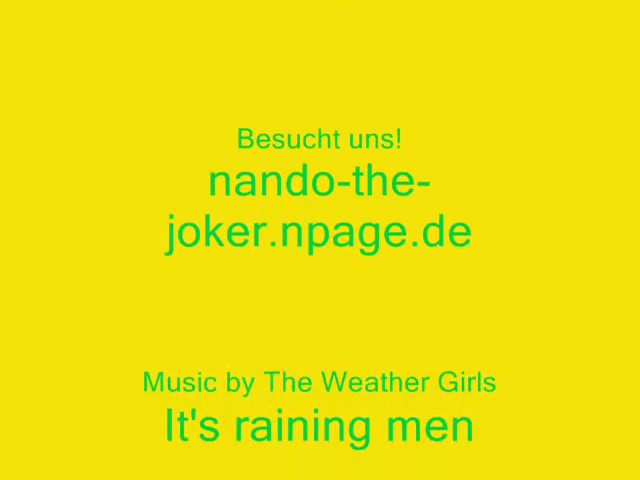 Besucht uns!
nando-the-
joker.npage.de
Music by The Weather Girls
It's raining men